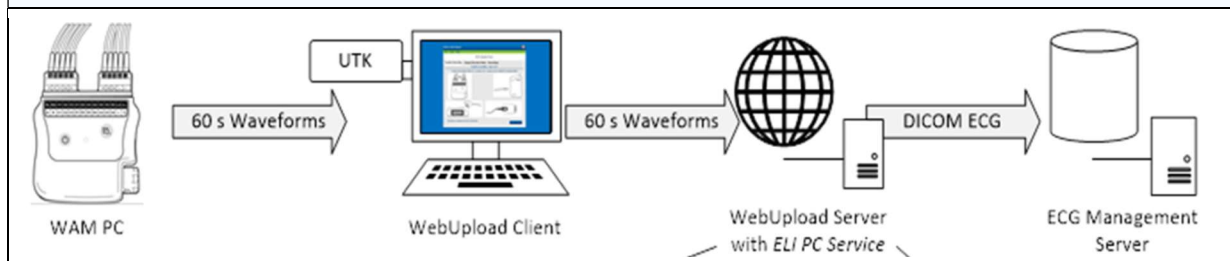 UTK
60 s Waveforms
60 s Waveforms
DICOM ECG
WAM PC
WebUpload Client
WebUpload Server
with ELI PC Service
ECG Management
Server